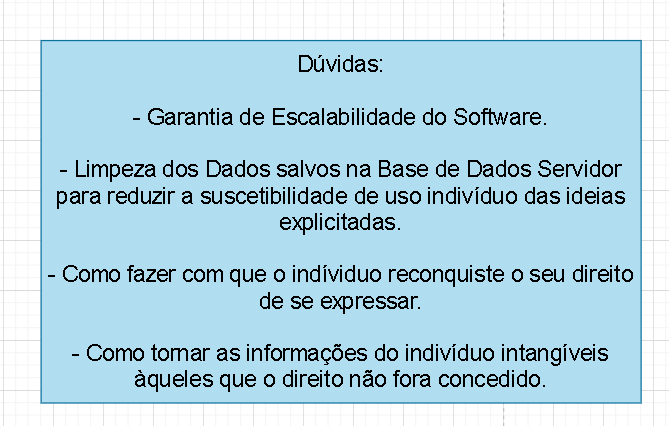 Dúvidas:
- Garantia de Escalabilidade do Software.
- Limpeza dos Dados salvos na Base de Dados Servidor
para reduzir a suscetibilidade de uso indivíduo das ideias
explicitadas.
- Como fazer com que o indíviduo reconquiste o seu direito
de se expressar.
- Como tornar as informações do indivíduo intangíveis
àqueles que o direito não fora concedido.